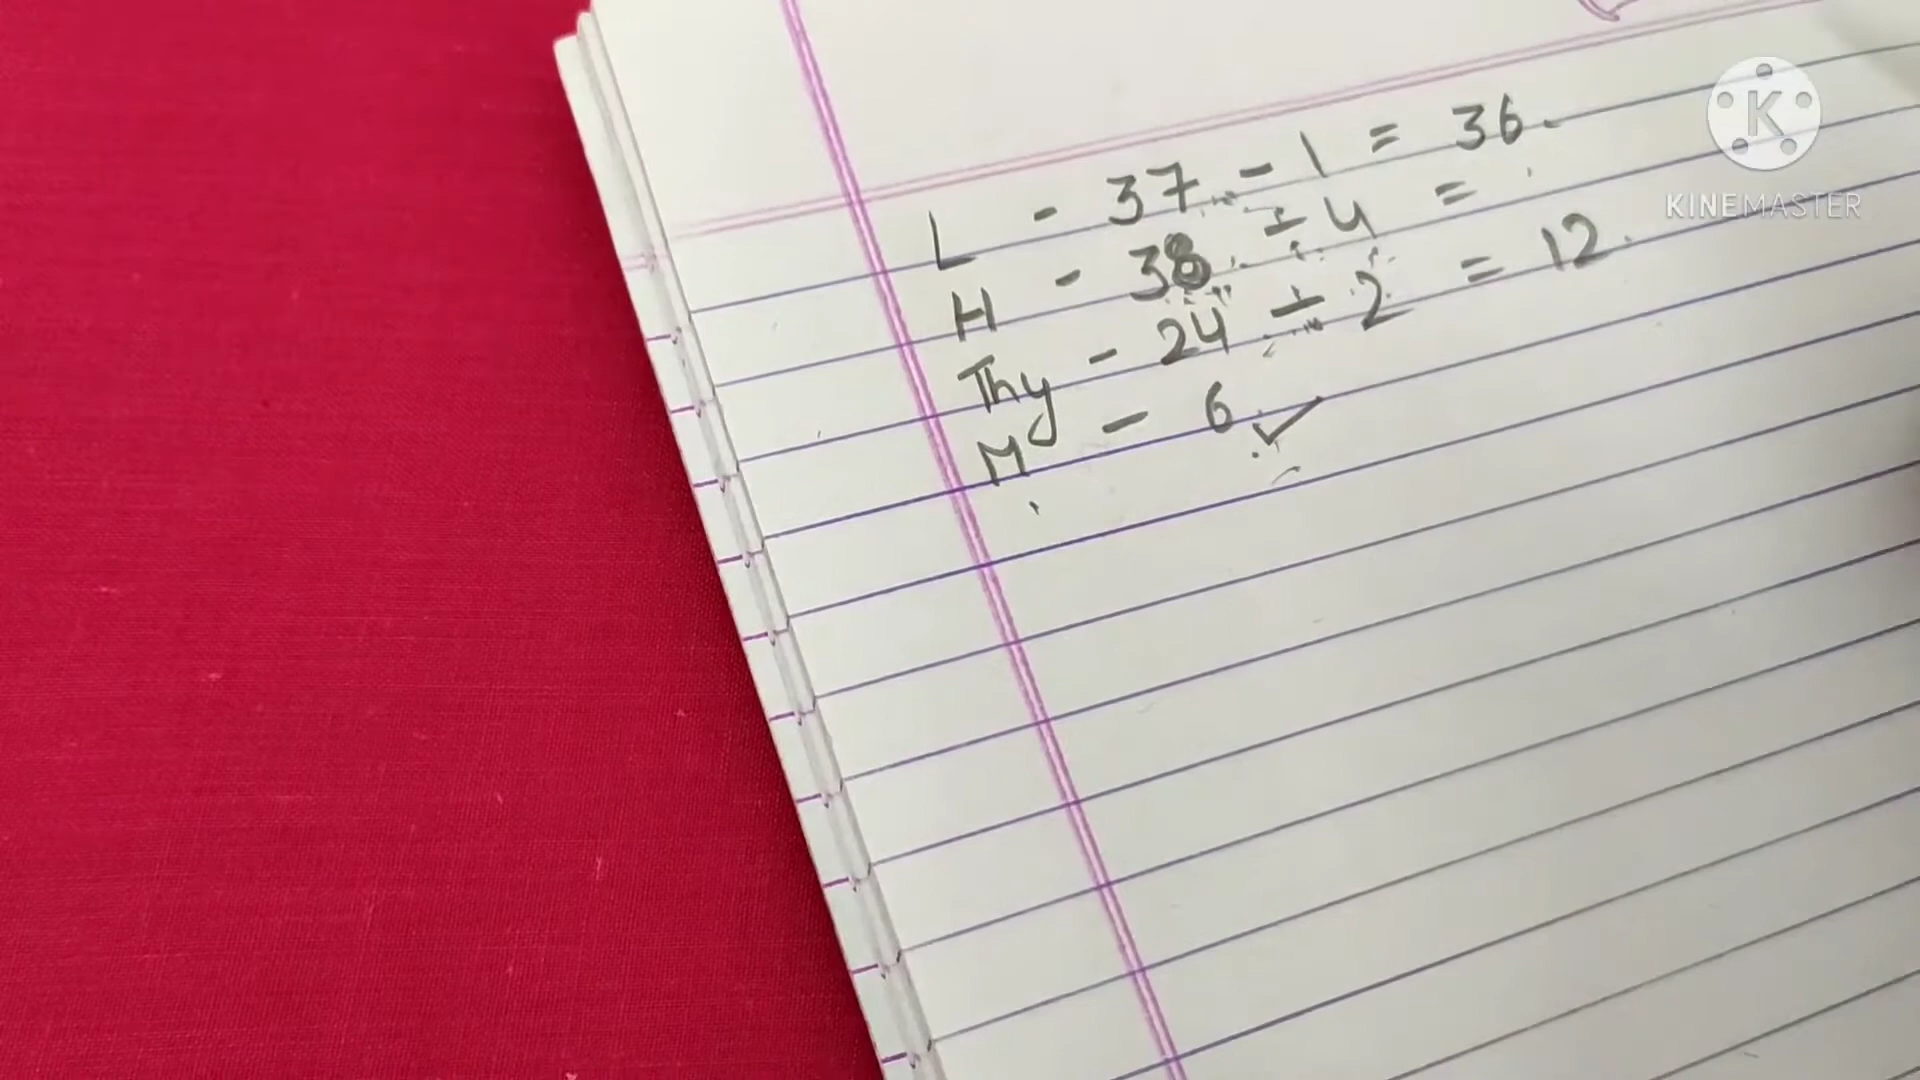 L - 37 - 1 = 36.
H - 38 ÷ 4 =
Thy - 24 ÷ 2 = 12.
M - 6 ✓
K
KINEMASTER